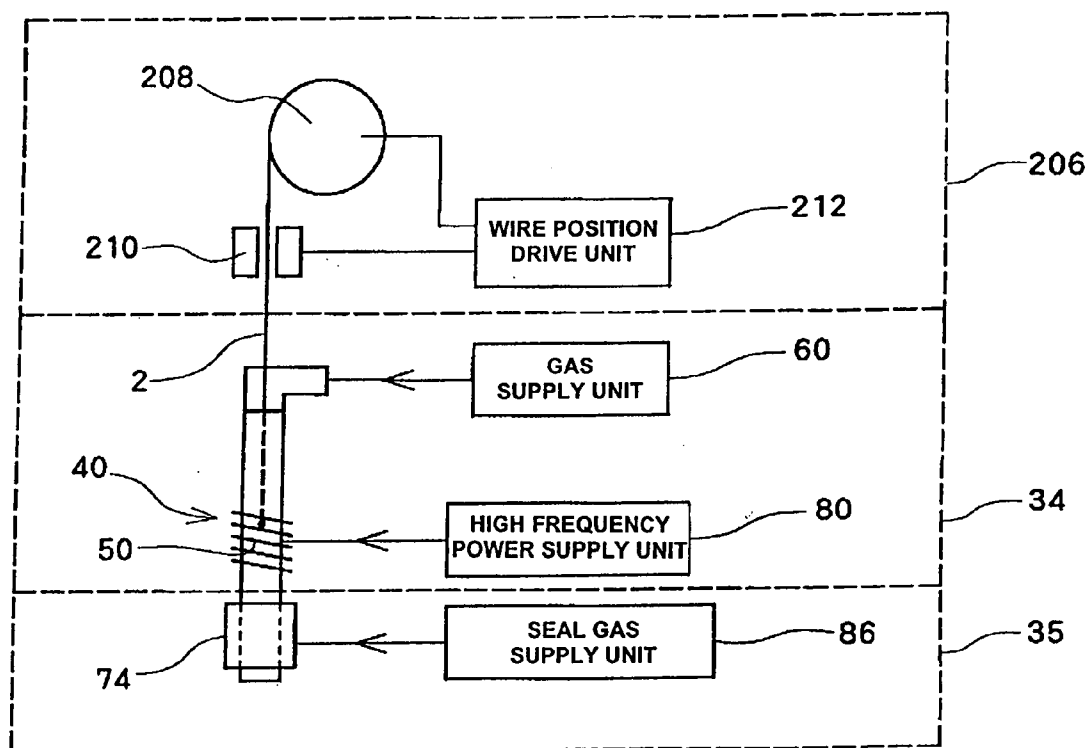 208
206
212
WIRE POSITION
DRIVE UNIT
210
2
GAS
SUPPLY UNIT
60
40
50
HIGH FREQUENCY
POWER SUPPLY UNIT
80
34
74
SEAL GAS
SUPPLY UNIT
86
35